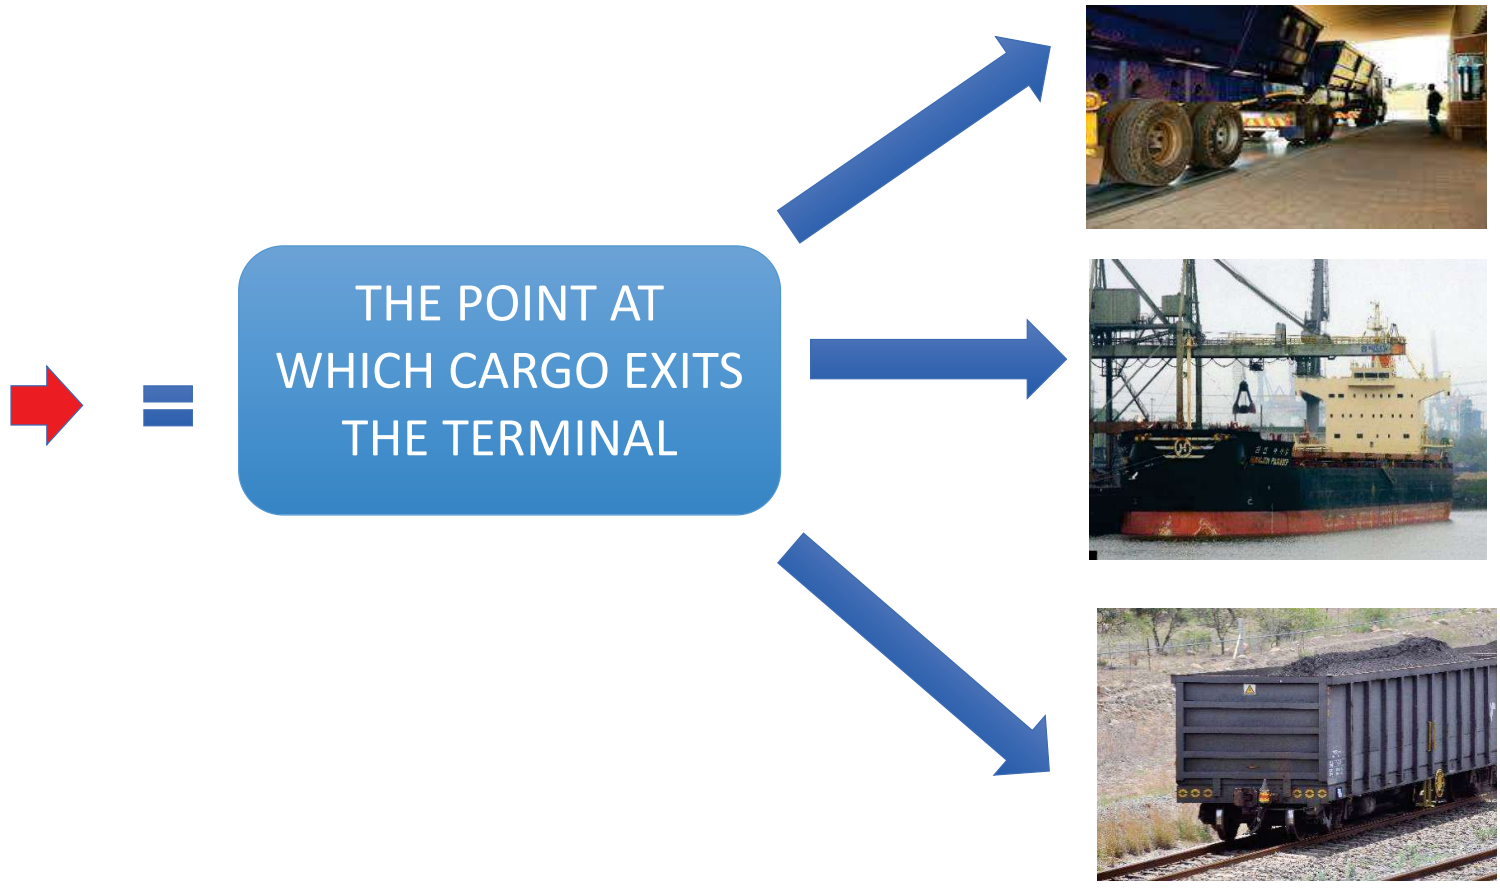 THE POINT AT
WHICH CARGO EXITS
THE TERMINAL